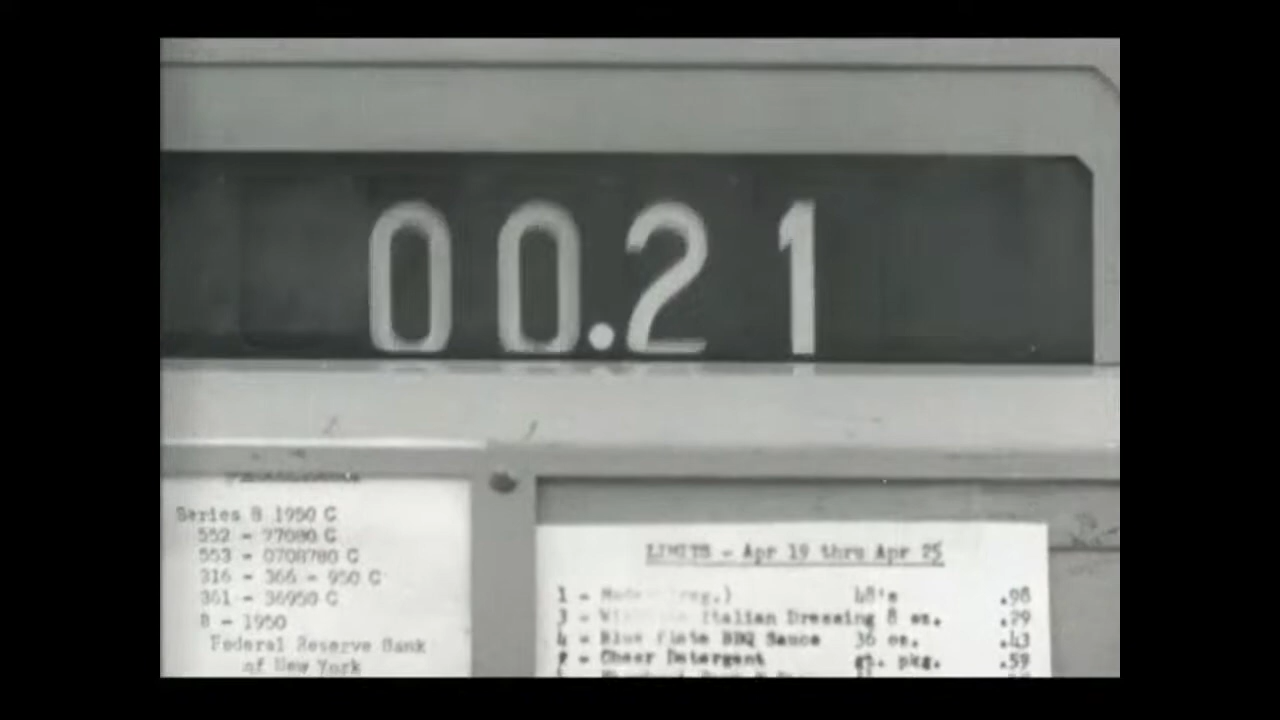 00.21
Series B 1950 C
552 - 77080 C
553 - 0708780 C
316 - 366 - 950 C
361 - 36950 C
B - 1950
Federal Reserve Bank
of New York
LIMITS - Apr 19 thru Apr 25
1 - 48's .98
3 - Italian Dressing 8 oz. .29
4 - Blue Plate BBQ Sauce 36 oz. .43
- Cheer Detergent gt. pkg. .59